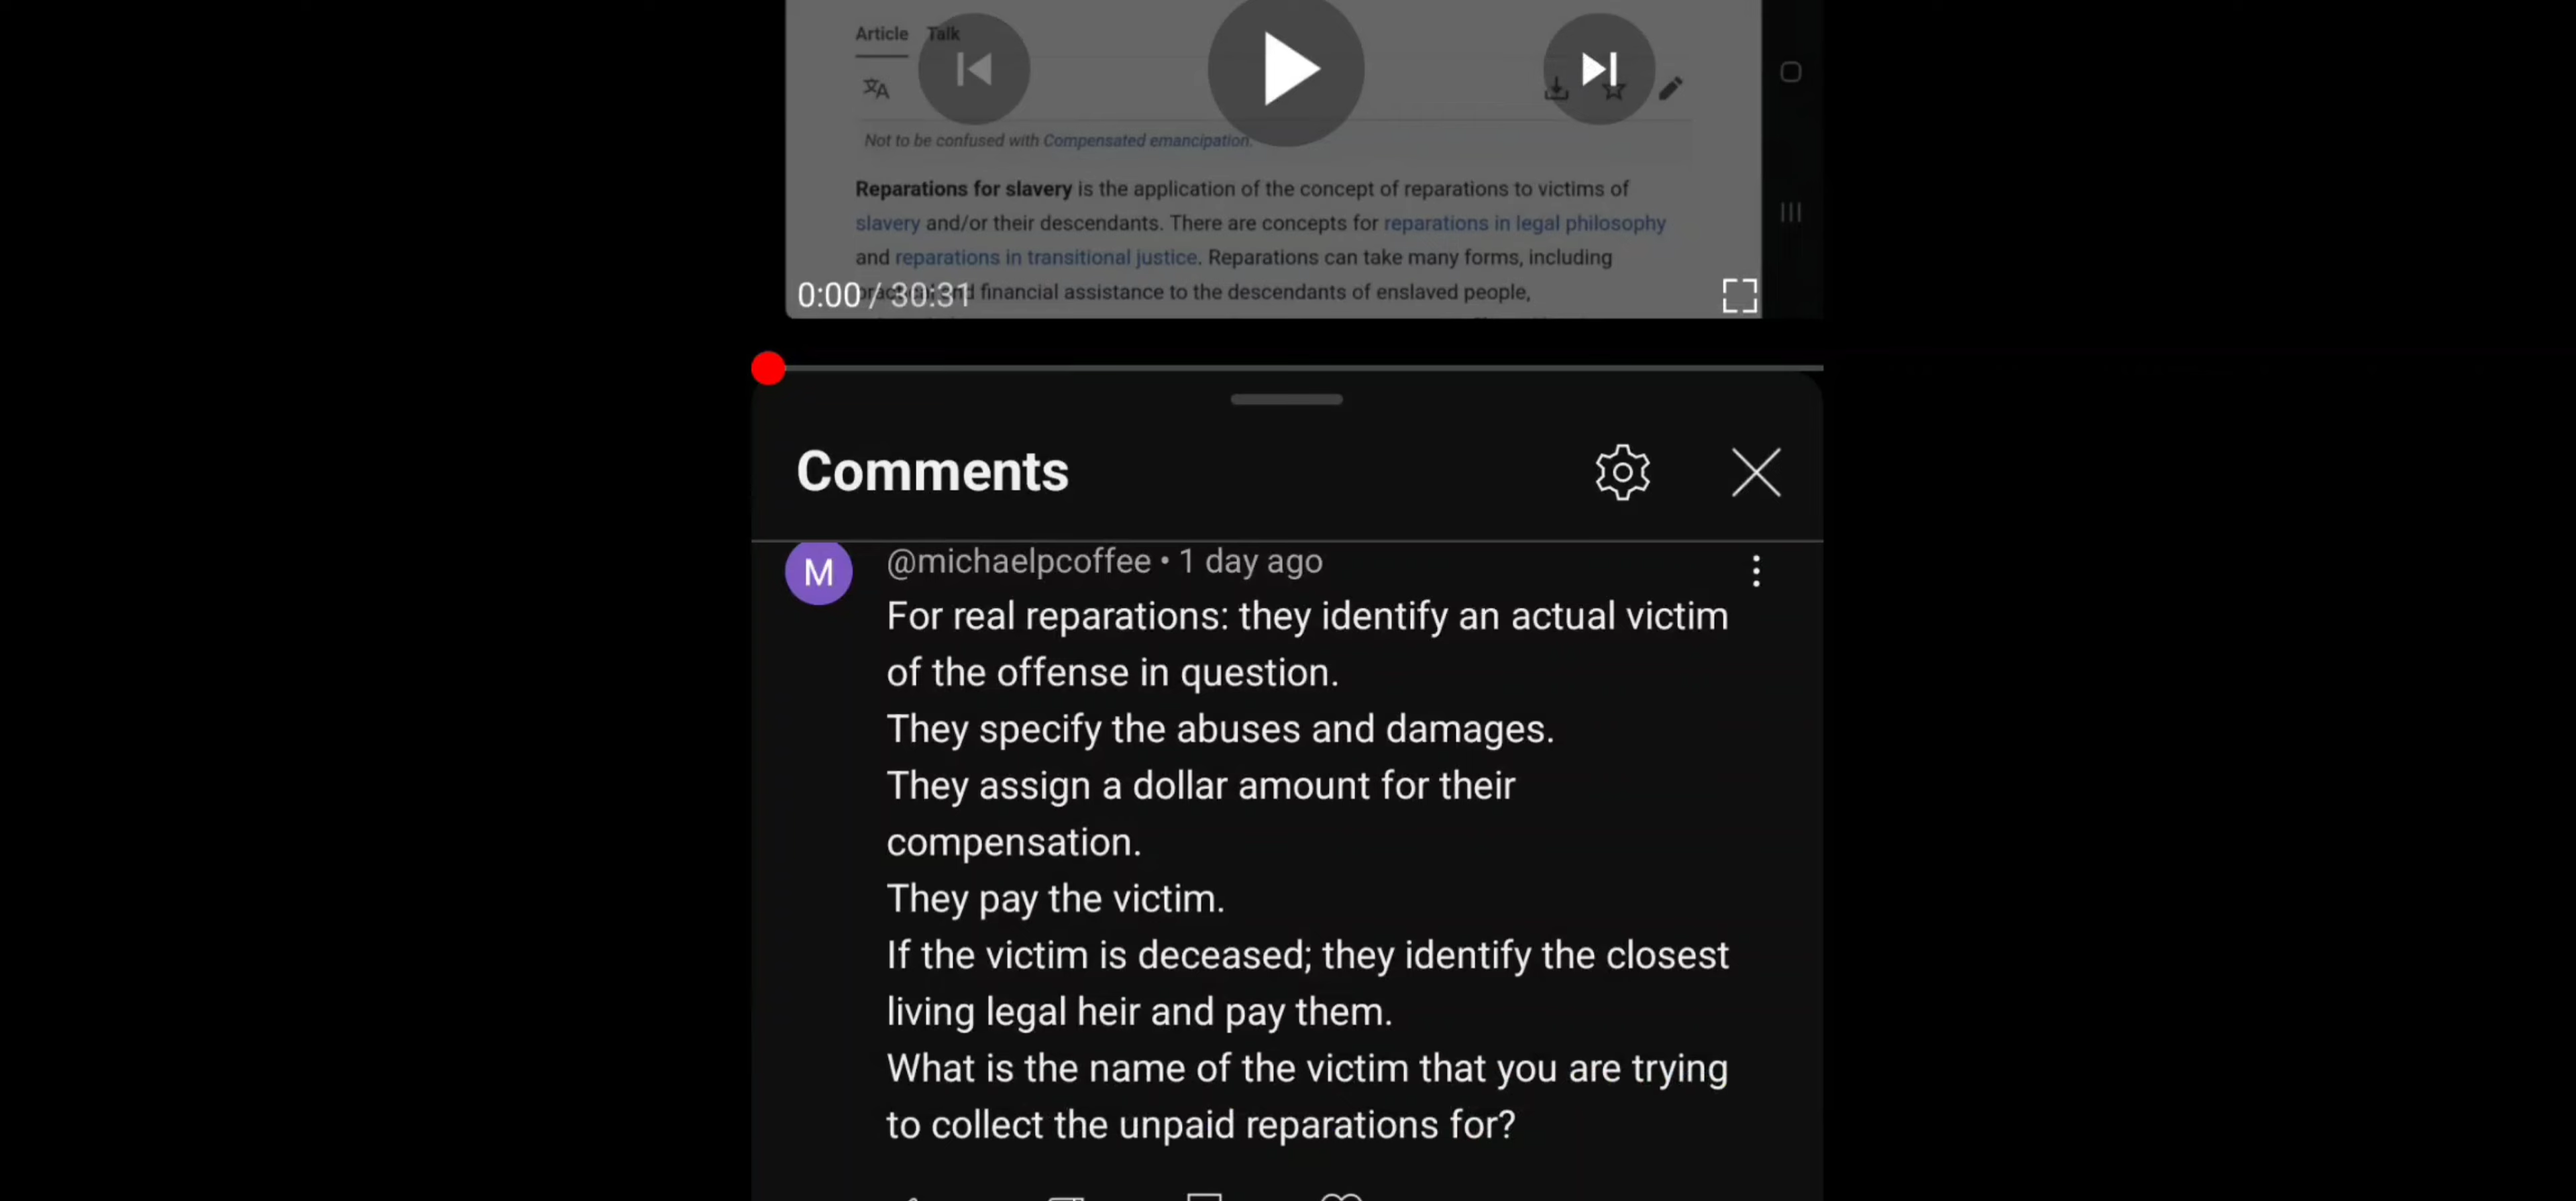 Article Talk
Not to be confused with Compensated emancipation.
Reparations for slavery is the application of the concept of reparations to victims of
slavery and/or their descendants. There are concepts for reparations in legal philosophy
and reparations in transitional justice. Reparations can take many forms, including
0:00 / 30:31
and financial assistance to the descendants of enslaved people,
Comments
M
@michaelpcoffee • 1 day ago
For real reparations: they identify an actual victim
of the offense in question.
They specify the abuses and damages.
They assign a dollar amount for their
compensation.
They pay the victim.
If the victim is deceased; they identify the closest
living legal heir and pay them.
What is the name of the victim that you are trying
to collect the unpaid reparations for?